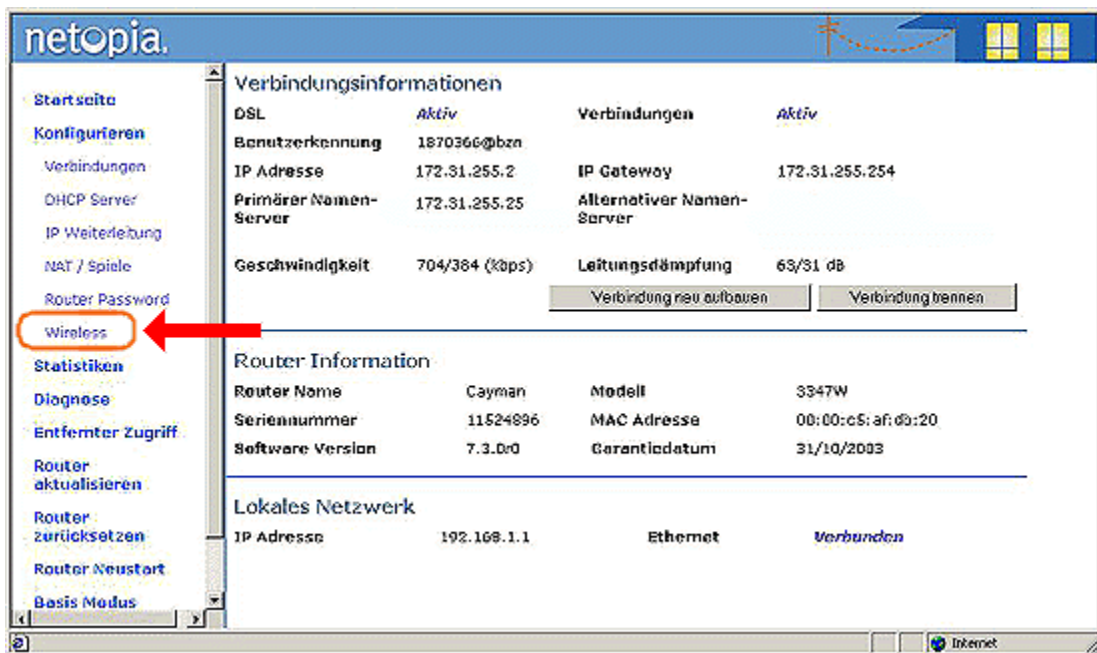 netopia.
Startseite
Konfigurieren
Verbindungen
DHCP Server
IP Weiterleitung
NAT / Spiele
Router Password
Wireless
Statistiken
Diagnose
Entfernter Zugriff
Router
aktualisieren
Router
zurücksetzen
Router Neustart
Basis Modus
Verbindungsinformationen
DSL Aktiv Verbindungen Aktiv
Benutzerkennung 1870366@bzn
IP Adresse 172.31.255.2 IP Gateway 172.31.255.254
Primärer Namen-
Server 172.31.255.25 Alternativer Namen-
Server
Geschwindigkeit 704/384 (kbps) Leitungsdämpfung 63/31 dB
Verbindung neu aufbauen Verbindung trennen
Router Information
Router Name Cayman Modell 3347W
Seriennummer 11524896 MAC Adresse 00:00:c5:af:db:20
Software Version 7.3.0r0 Garantiedatum 31/10/2003
Lokales Netzwerk
IP Adresse 192.168.1.1 Ethernet Verbunden
Internet